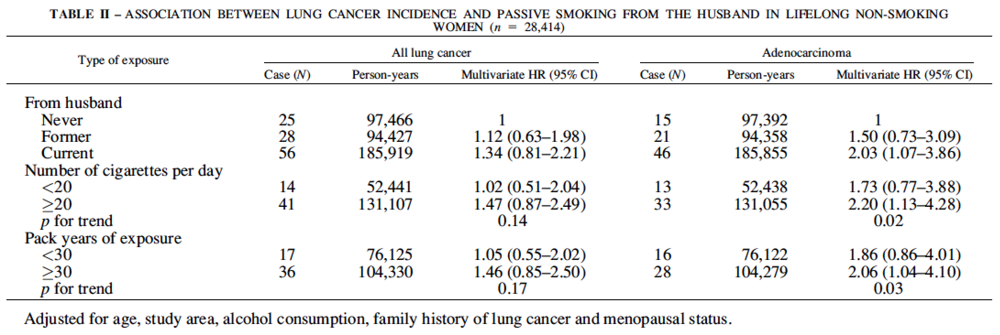 TABLE II – ASSOCIATION BETWEEN LUNG CANCER INCIDENCE AND PASSIVE SMOKING FROM THE HUSBAND IN LIFELONG NON-SMOKING
WOMEN (n = 28,414)
Type of exposure All lung cancer Adenocarcinoma
Case (N) Person-years Multivariate HR (95% CI) Case (N) Person-years Multivariate HR (95% CI)
From husband
Never 25 97,466 1 15 97,392 1
Former 28 94,427 1.12 (0.63–1.98) 21 94,358 1.50 (0.73–3.09)
Current 56 185,919 1.34 (0.81–2.21) 46 185,855 2.03 (1.07–3.86)
Number of cigarettes per day
<20 14 52,441 1.02 (0.51–2.04) 13 52,438 1.73 (0.77–3.88)
≥20 41 131,107 1.47 (0.87–2.49) 33 131,055 2.20 (1.13–4.28)
p for trend 0.14 0.02
Pack years of exposure
<30 17 76,125 1.05 (0.55–2.02) 16 76,122 1.86 (0.86–4.01)
≥30 36 104,330 1.46 (0.85–2.50) 28 104,279 2.06 (1.04–4.10)
p for trend 0.17 0.03
Adjusted for age, study area, alcohol consumption, family history of lung cancer and menopausal status.